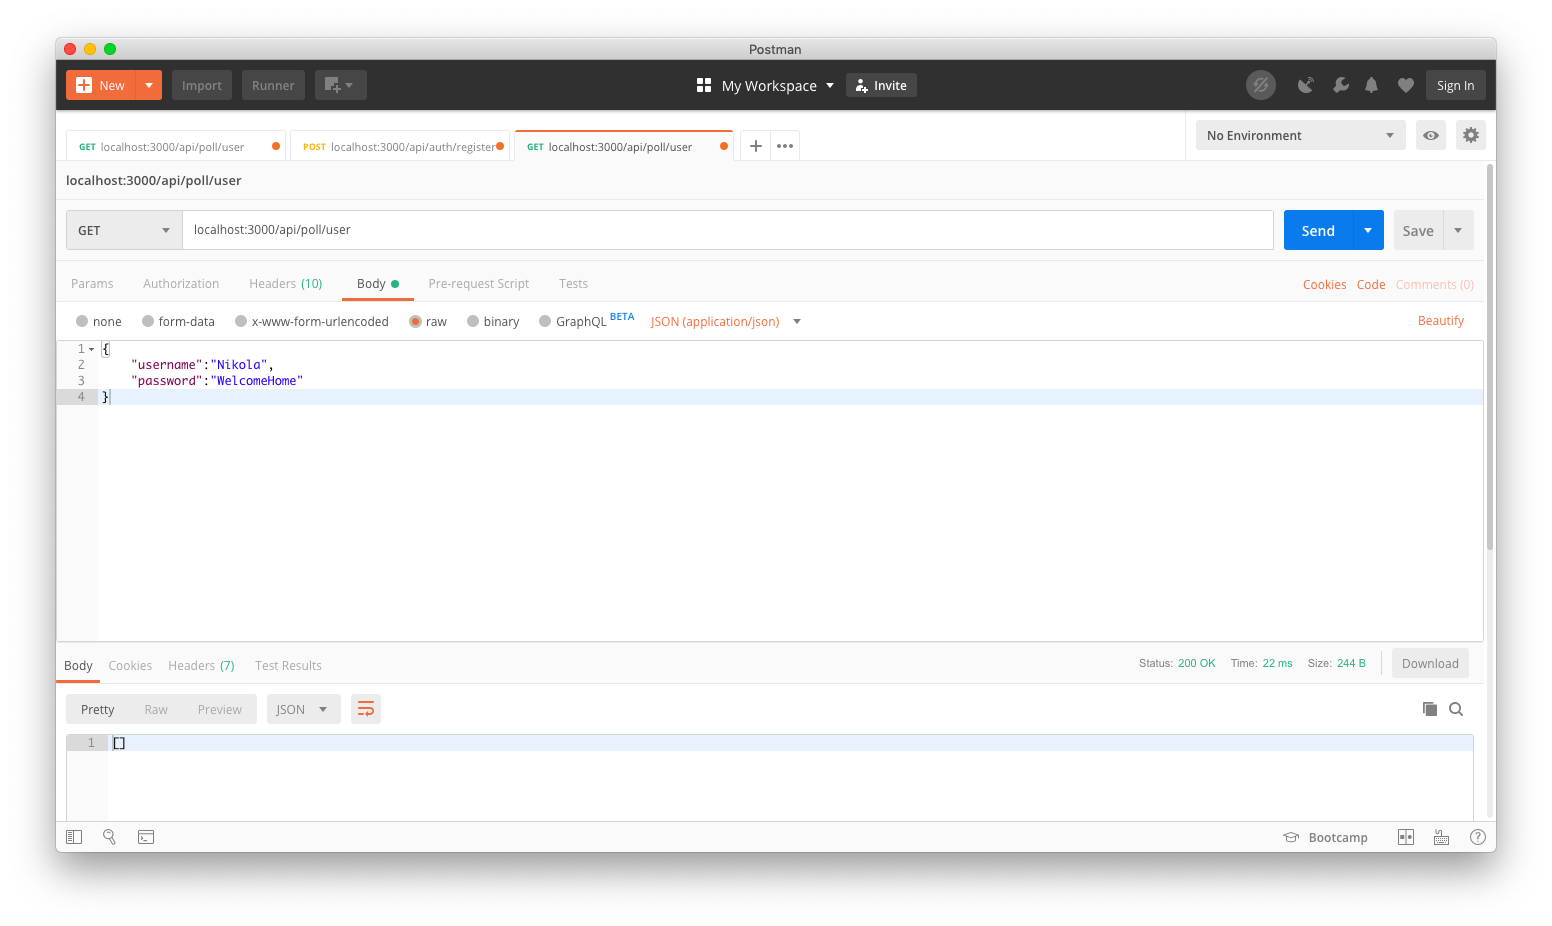 Postman
New Import Runner My Workspace Invite Sign In
GET localhost:3000/api/poll/user POST localhost:3000/api/auth/register GET localhost:3000/api/poll/user + ••• No Environment
localhost:3000/api/poll/user
GET localhost:3000/api/poll/user Send Save
Params Authorization Headers (10) Body Pre-request Script Tests Cookies Code Comments (0)
none form-data x-www-form-urlencoded raw binary GraphQL BETA JSON (application/json) Beautify
1 {
2 "username":"Nikola",
3 "password":"WelcomeHome"
4 }
Body Cookies Headers (7) Test Results Status: 200 OK Time: 22 ms Size: 244 B Download
Pretty Raw Preview JSON
1 []
Bootcamp ?